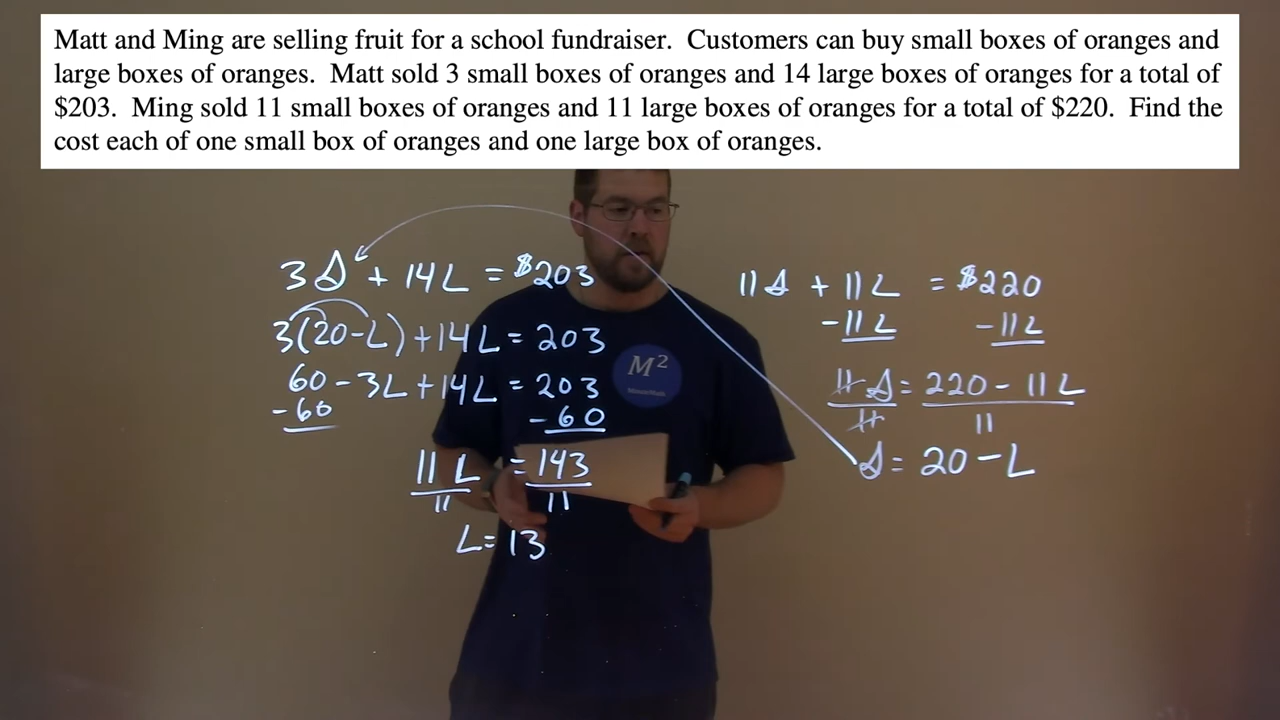 Matt and Ming are selling fruit for a school fundraiser. Customers can buy small boxes of oranges and
large boxes of oranges. Matt sold 3 small boxes of oranges and 14 large boxes of oranges for a total of
$203. Ming sold 11 small boxes of oranges and 11 large boxes of oranges for a total of $220. Find the
cost each of one small box of oranges and one large box of oranges.
3S + 14L = $203
3(20-L)+14L = 203
60-3L+14L = 203
-60 -60
11L = 143
11 11
L=13
M²
11S + 11L = $220
-11L -11L
11S = 220 - 11L
11 11
S = 20 - L